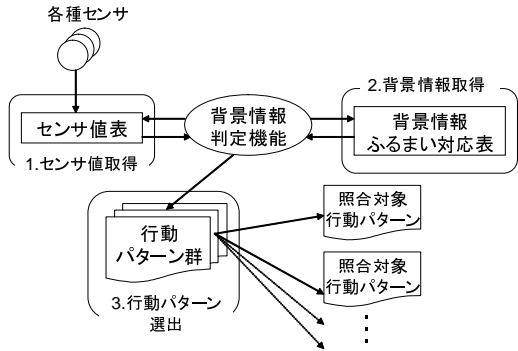 各種センサ
センサ値表
1.センサ値取得
背景情報
判定機能
2.背景情報取得
背景情報
ふるまい対応表
行動
パターン群
3.行動パターン
選出
照合対象
行動パターン
照合対象
行動パターン